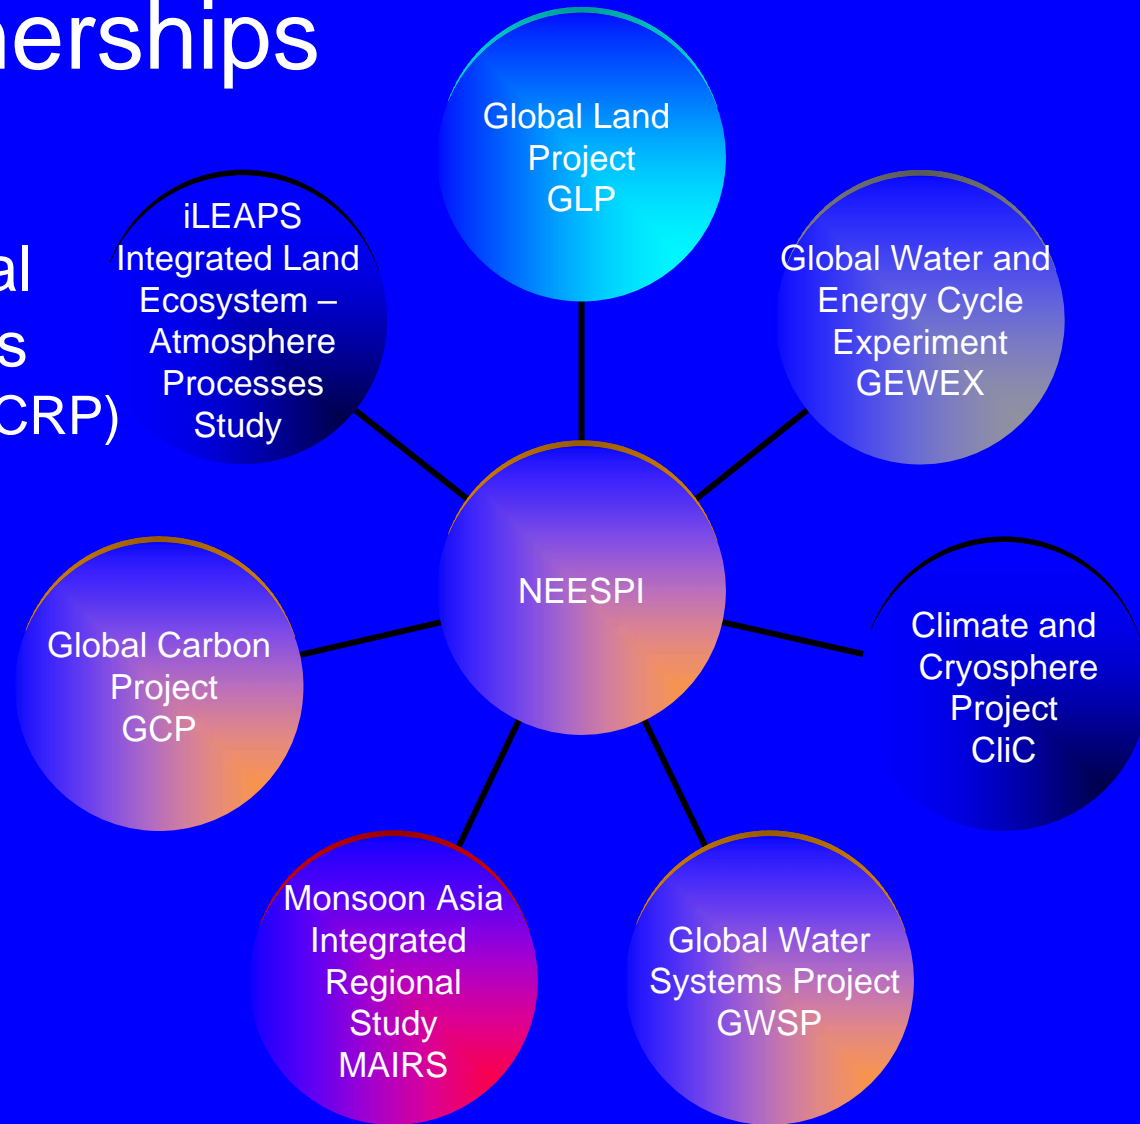 nerships
al
s
CRP)
Global Land
Project
GLP
iLEAPS
Integrated Land
Ecosystem –
Atmosphere
Processes
Study
Global Water and
Energy Cycle
Experiment
GEWEX
NEESPI
Global Carbon
Project
GCP
Climate and
Cryosphere
Project
CliC
Monsoon Asia
Integrated
Regional
Study
MAIRS
Global Water
Systems Project
GWSP